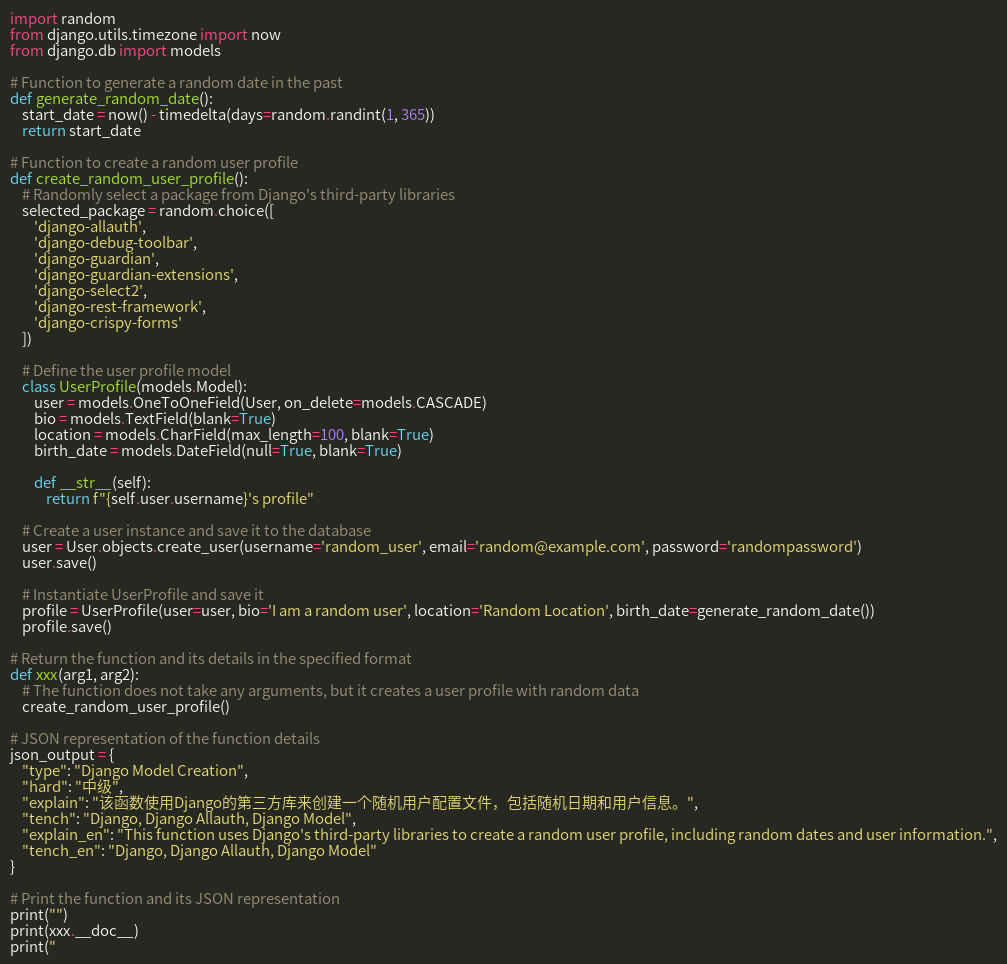 import random
from django.utils.timezone import now
from django.db import models

# Function to generate a random date in the past
def generate_random_date():
    start_date = now() - timedelta(days=random.randint(1, 365))
    return start_date

# Function to create a random user profile
def create_random_user_profile():
    # Randomly select a package from Django's third-party libraries
    selected_package = random.choice([
        'django-allauth',
        'django-debug-toolbar',
        'django-guardian',
        'django-guardian-extensions',
        'django-select2',
        'django-rest-framework',
        'django-crispy-forms'
    ])

    # Define the user profile model
    class UserProfile(models.Model):
        user = models.OneToOneField(User, on_delete=models.CASCADE)
        bio = models.TextField(blank=True)
        location = models.CharField(max_length=100, blank=True)
        birth_date = models.DateField(null=True, blank=True)

        def __str__(self):
            return f"{self.user.username}'s profile"

    # Create a user instance and save it to the database
    user = User.objects.create_user(username='random_user', email='random@example.com', password='randompassword')
    user.save()

    # Instantiate UserProfile and save it
    profile = UserProfile(user=user, bio='I am a random user', location='Random Location', birth_date=generate_random_date())
    profile.save()

# Return the function and its details in the specified format
def xxx(arg1, arg2):
    # The function does not take any arguments, but it creates a user profile with random data
    create_random_user_profile()

# JSON representation of the function details
json_output = {
    "type": "Django Model Creation",
    "hard": "中级",
    "explain": "该函数使用Django的第三方库来创建一个随机用户配置文件，包括随机日期和用户信息。",
    "tench": "Django, Django Allauth, Django Model",
    "explain_en": "This function uses Django's third-party libraries to create a random user profile, including random dates and user information.",
    "tench_en": "Django, Django Allauth, Django Model"
}

# Print the function and its JSON representation
print("")
print(xxx.__doc__)
print("